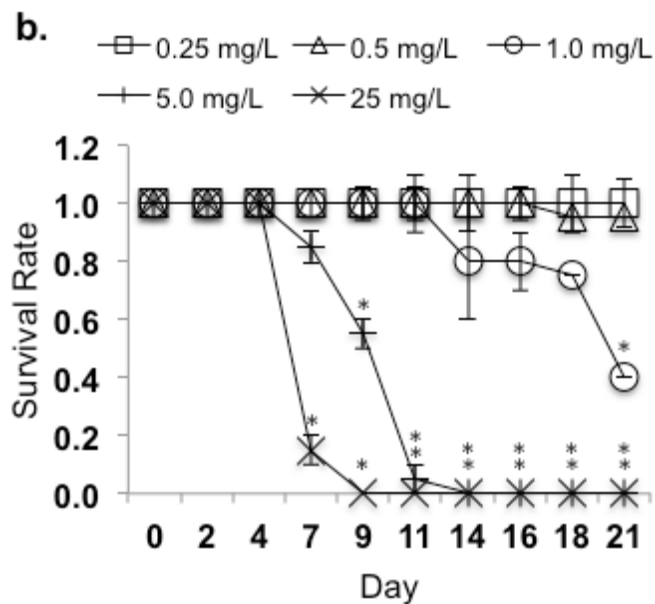 b.
0.25 mg/L 0.5 mg/L 1.0 mg/L
5.0 mg/L 25 mg/L
1.2
1.0
0.8
0.6
0.4
0.2
0.0
Survival Rate
* * * * * * * * * * * * *
0 2 4 7 9 11 14 16 18 21
Day